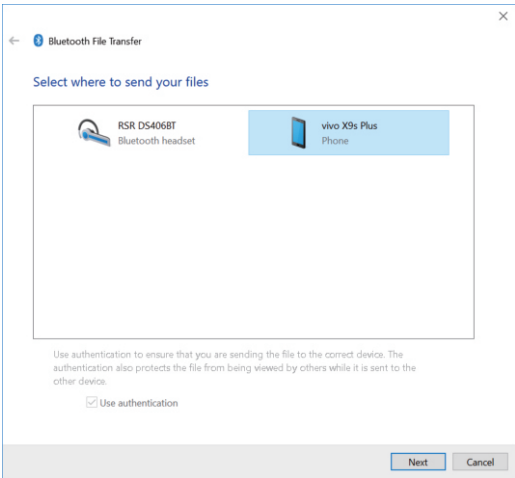 Bluetooth File Transfer
Select where to send your files
RSR DS406BT
Bluetooth headset
vivo X9s Plus
Phone
Use authentication to ensure that you are sending the file to the correct device. The
authentication also protects the file from being viewed by others while it is sent to the
other device.
Use authentication
Next
Cancel